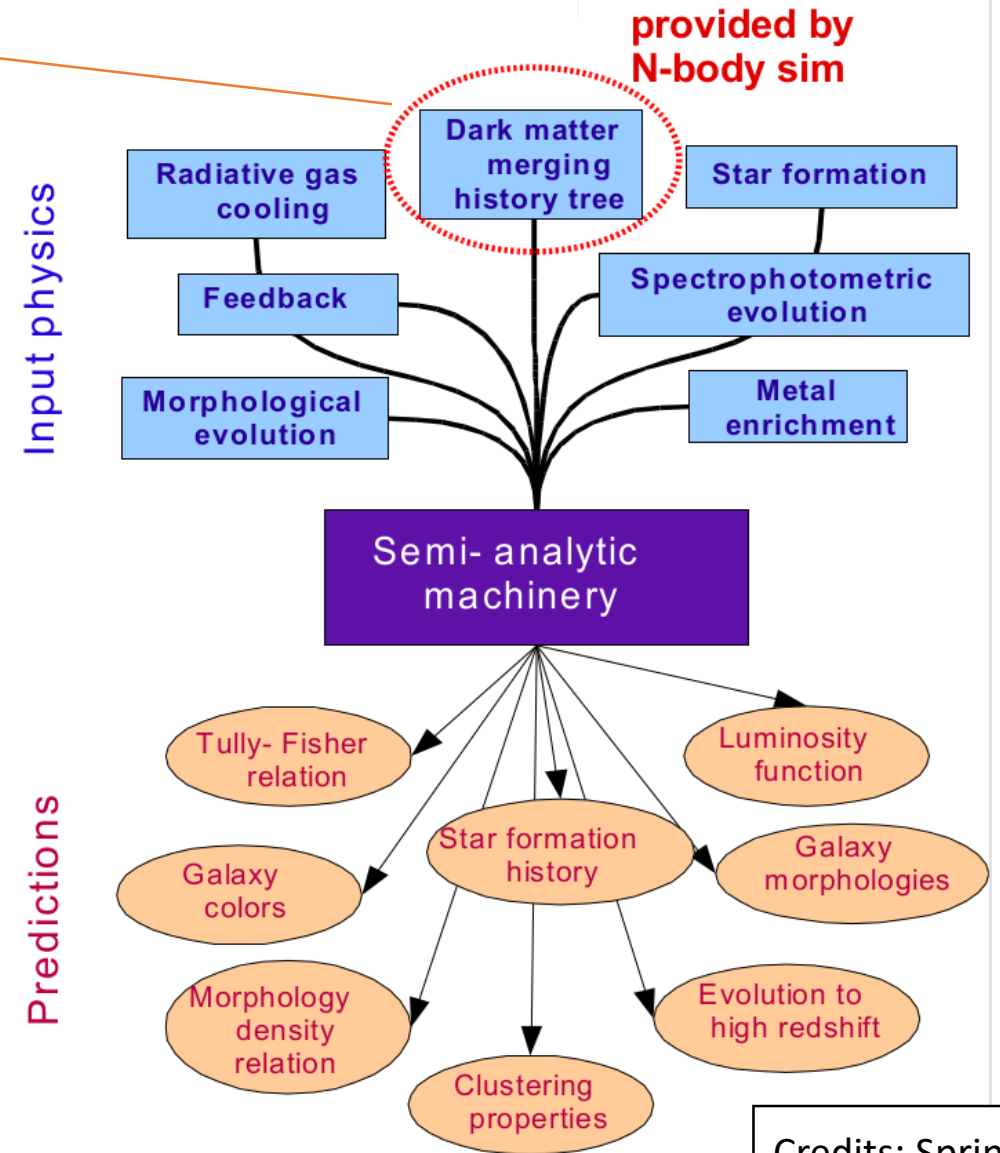 provided by
N-body sim
Input physics
Dark matter
merging
history tree
Radiative gas
cooling
Star formation
Feedback
Spectrophotometric
evolution
Morphological
evolution
Metal
enrichment
Semi- analytic
machinery
Predictions
Tully- Fisher
relation
Luminosity
function
Star formation
history
Galaxy
colors
Galaxy
morphologies
Morphology
density
relation
Evolution to
high redshift
Clustering
properties
Credits: